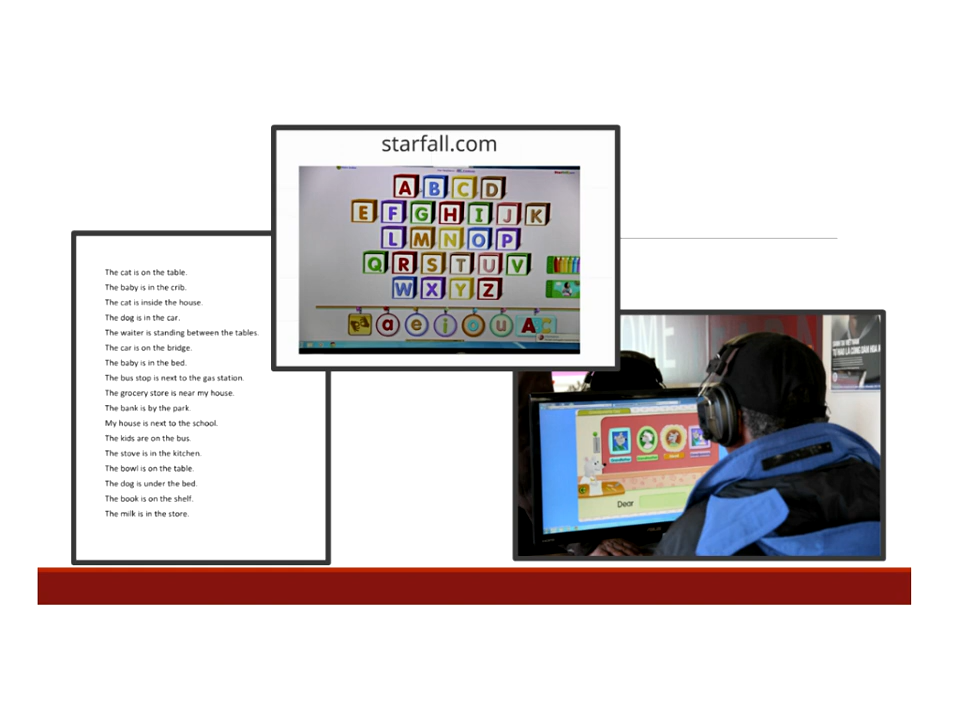 starfall.com
A B C D
E F G H I J K
L M N O P
Q R S T U V
W X Y Z
a e i o u A
The cat is on the table.
The baby is in the crib.
The cat is inside the house.
The dog is in the car.
The waiter is standing between the tables.
The car is on the bridge.
The baby is in the bed.
The bus stop is next to the gas station.
The grocery store is near my house.
The bank is by the park.
My house is next to the school.
The kids are on the bus.
The stove is in the kitchen.
The bowl is on the table.
The dog is under the bed.
The book is on the shelf.
The milk is in the store.
Dear